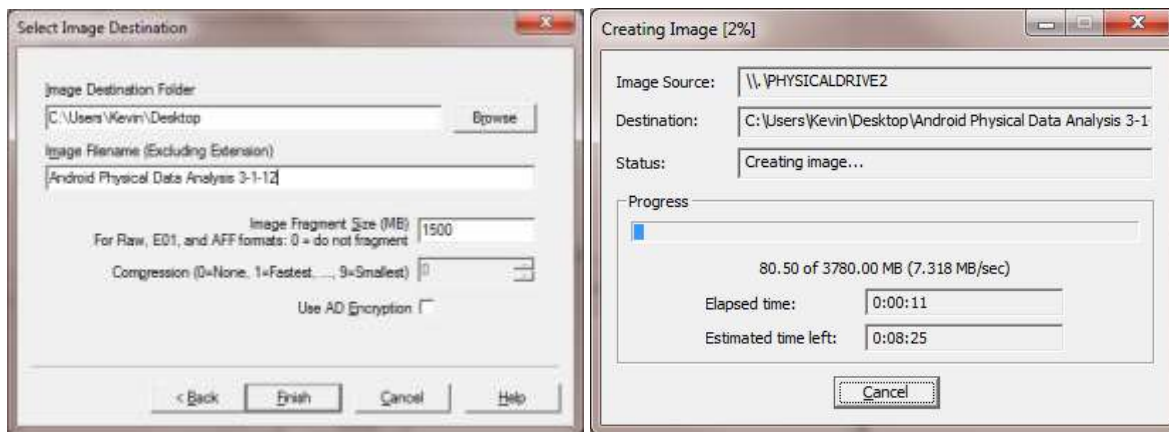 Select Image Destination
Image Destination Folder
C:\Users\Kevin\Desktop
Browse
Image Filename (Excluding Extension)
Android Physical Data Analysis 3-1-12
Image Fragment Size (MB)
For Raw, E01, and AFF formats: 0 = do not fragment
1500
Compression (0=None, 1=Fastest, ..., 9=Smallest)
0
Use AD Encryption
< Back
Finish
Cancel
Help
Creating Image [2%]
Image Source:
\\.\PHYSICALDRIVE2
Destination:
C:\Users\Kevin\Desktop\Android Physical Data Analysis 3-1
Status:
Creating image...
Progress
80.50 of 3780.00 MB (7.318 MB/sec)
Elapsed time:
0:00:11
Estimated time left:
0:08:25
Cancel